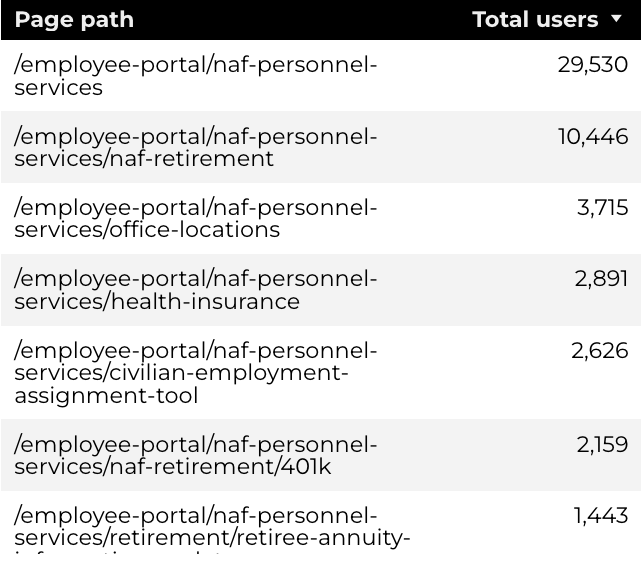 Page path Total users
/employee-portal/naf-personnel-
services 29,530
/employee-portal/naf-personnel-
services/naf-retirement 10,446
/employee-portal/naf-personnel-
services/office-locations 3,715
/employee-portal/naf-personnel-
services/health-insurance 2,891
/employee-portal/naf-personnel-
services/civilian-employment-
assignment-tool 2,626
/employee-portal/naf-personnel-
services/naf-retirement/401k 2,159
/employee-portal/naf-personnel-
services/retirement/retiree-annuity- 1,443